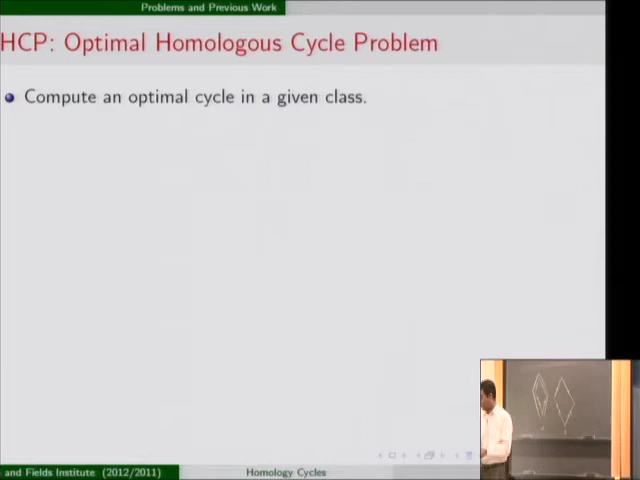 Problems and Previous Work
HCP: Optimal Homologous Cycle Problem
Compute an optimal cycle in a given class.
and Fields Institute (2012/2011)
Homology Cycles